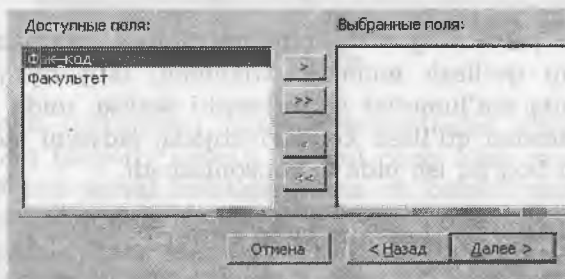 Доступные поля:
Выбранные поля:
Фак_код
Факультет
>
>>
<
<<
Отмена
< Назад
Далее >